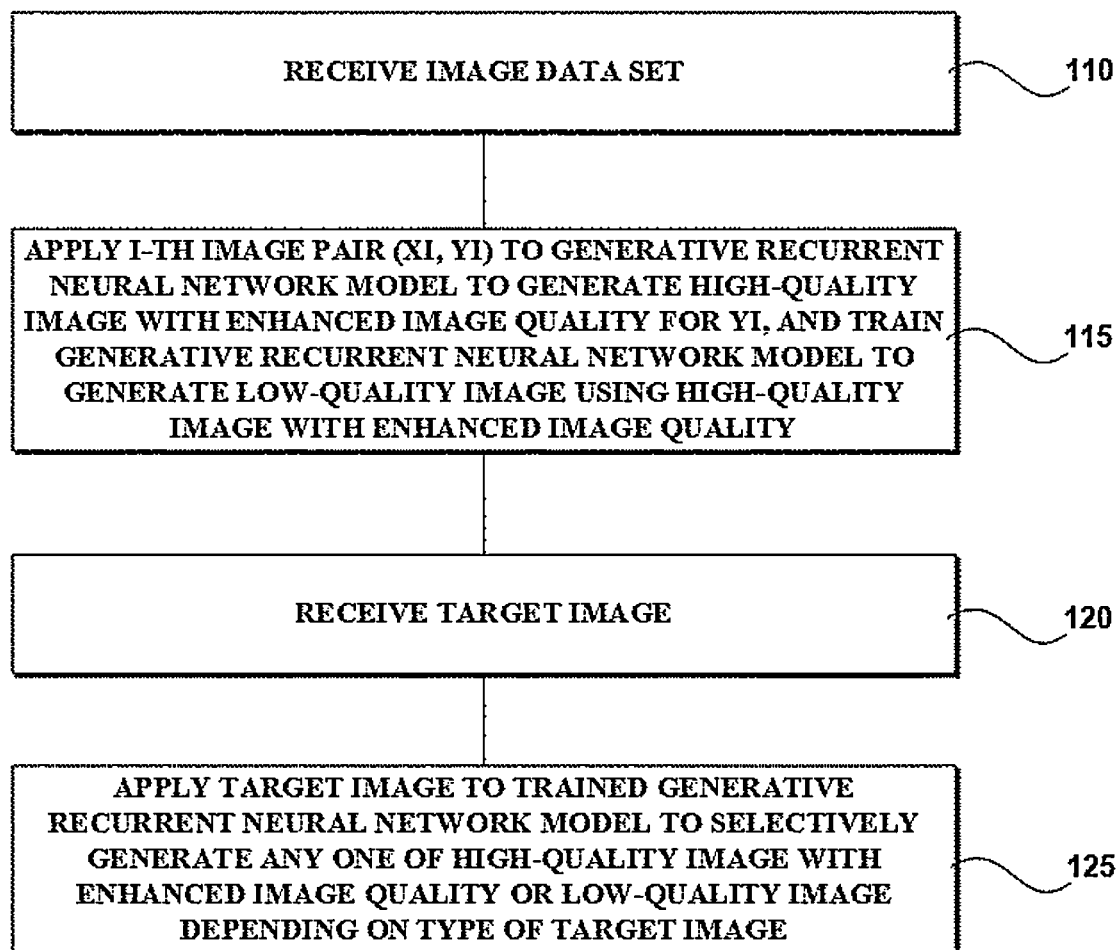 RECEIVE IMAGE DATA SET
110
APPLY I-TH IMAGE PAIR (XI, YI) TO GENERATIVE RECURRENT
NEURAL NETWORK MODEL TO GENERATE HIGH-QUALITY
IMAGE WITH ENHANCED IMAGE QUALITY FOR YI, AND TRAIN
GENERATIVE RECURRENT NEURAL NETWORK MODEL TO
GENERATE LOW-QUALITY IMAGE USING HIGH-QUALITY
IMAGE WITH ENHANCED IMAGE QUALITY
115
RECEIVE TARGET IMAGE
120
APPLY TARGET IMAGE TO TRAINED GENERATIVE
RECURRENT NEURAL NETWORK MODEL TO SELECTIVELY
GENERATE ANY ONE OF HIGH-QUALITY IMAGE WITH
ENHANCED IMAGE QUALITY OR LOW-QUALITY IMAGE
DEPENDING ON TYPE OF TARGET IMAGE
125